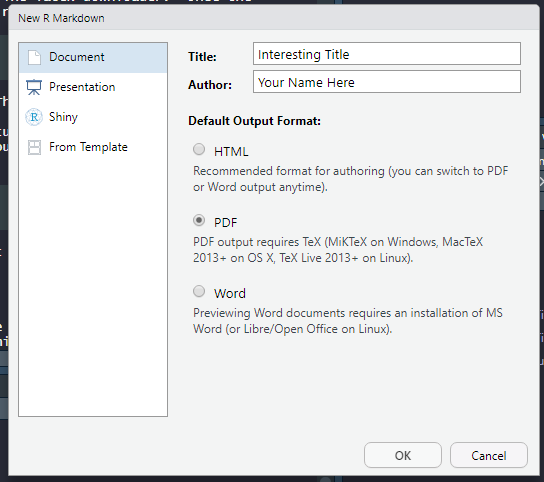 New R Markdown
Document
Presentation
R Shiny
From Template
Title: Interesting Title
Author: Your Name Here
Default Output Format:
HTML
Recommended format for authoring (you can switch to PDF
or Word output anytime).
PDF
PDF output requires TeX (MiKTeX on Windows, MacTeX
2013+ on OS X, TeX Live 2013+ on Linux).
Word
Previewing Word documents requires an installation of MS
Word (or Libre/Open Office on Linux).
OK Cancel